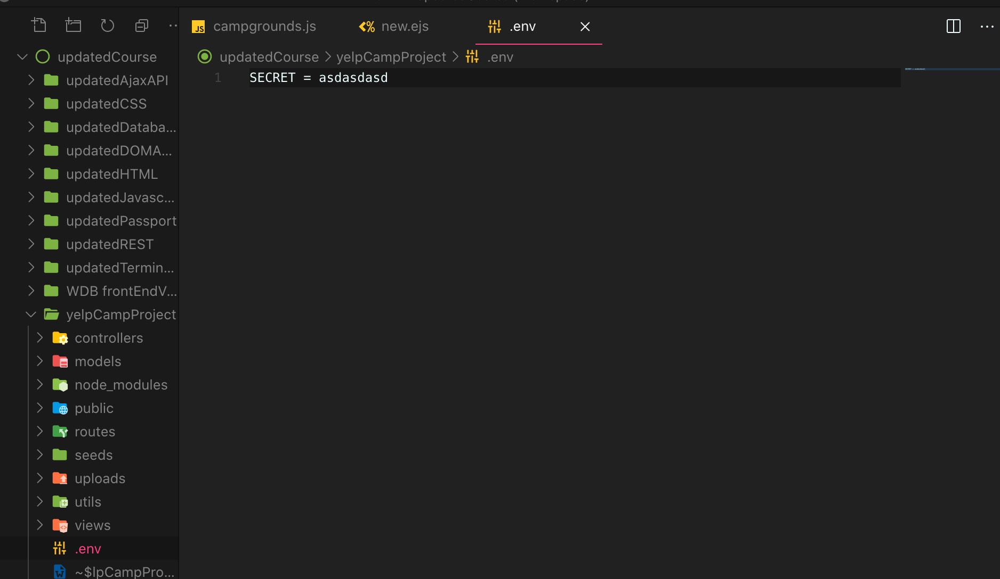 campgrounds.js
new.ejs
.env
updatedCourse > yelpCampProject > .env
1 SECRET = asdasdasd
updatedCourse
updatedAjaxAPI
updatedCSS
updatedDataba...
updatedDOMA...
updatedHTML
updatedJavasc...
updatedPassport
updatedREST
updatedTermin...
WDB frontEndV...
yelpCampProject
controllers
models
node_modules
public
routes
seeds
uploads
utils
views
.env
~$lpCampPro...